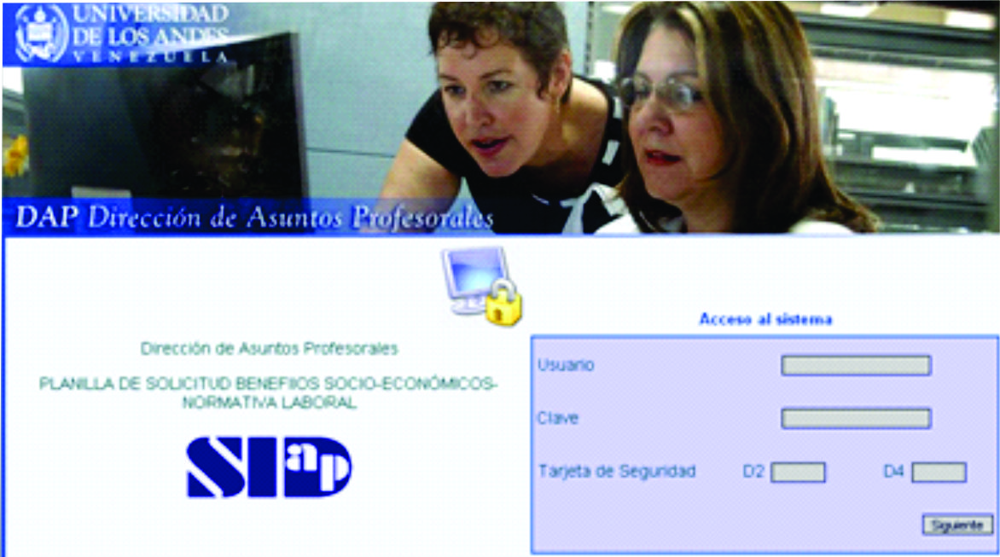 UNIVERSIDAD
DE LOS ANDES
VENEZUELA
DAP Dirección de Asuntos Profesorales
Acceso al sistema
Dirección de Asuntos Profesorales
PLANILLA DE SOLICITUD BENEFIIOS SOCIO-ECONÓMICOS-
NORMATIVA LABORAL
SIDap
Usuario
Clave
Tarjeta de Seguridad D2 D4
Siguiente